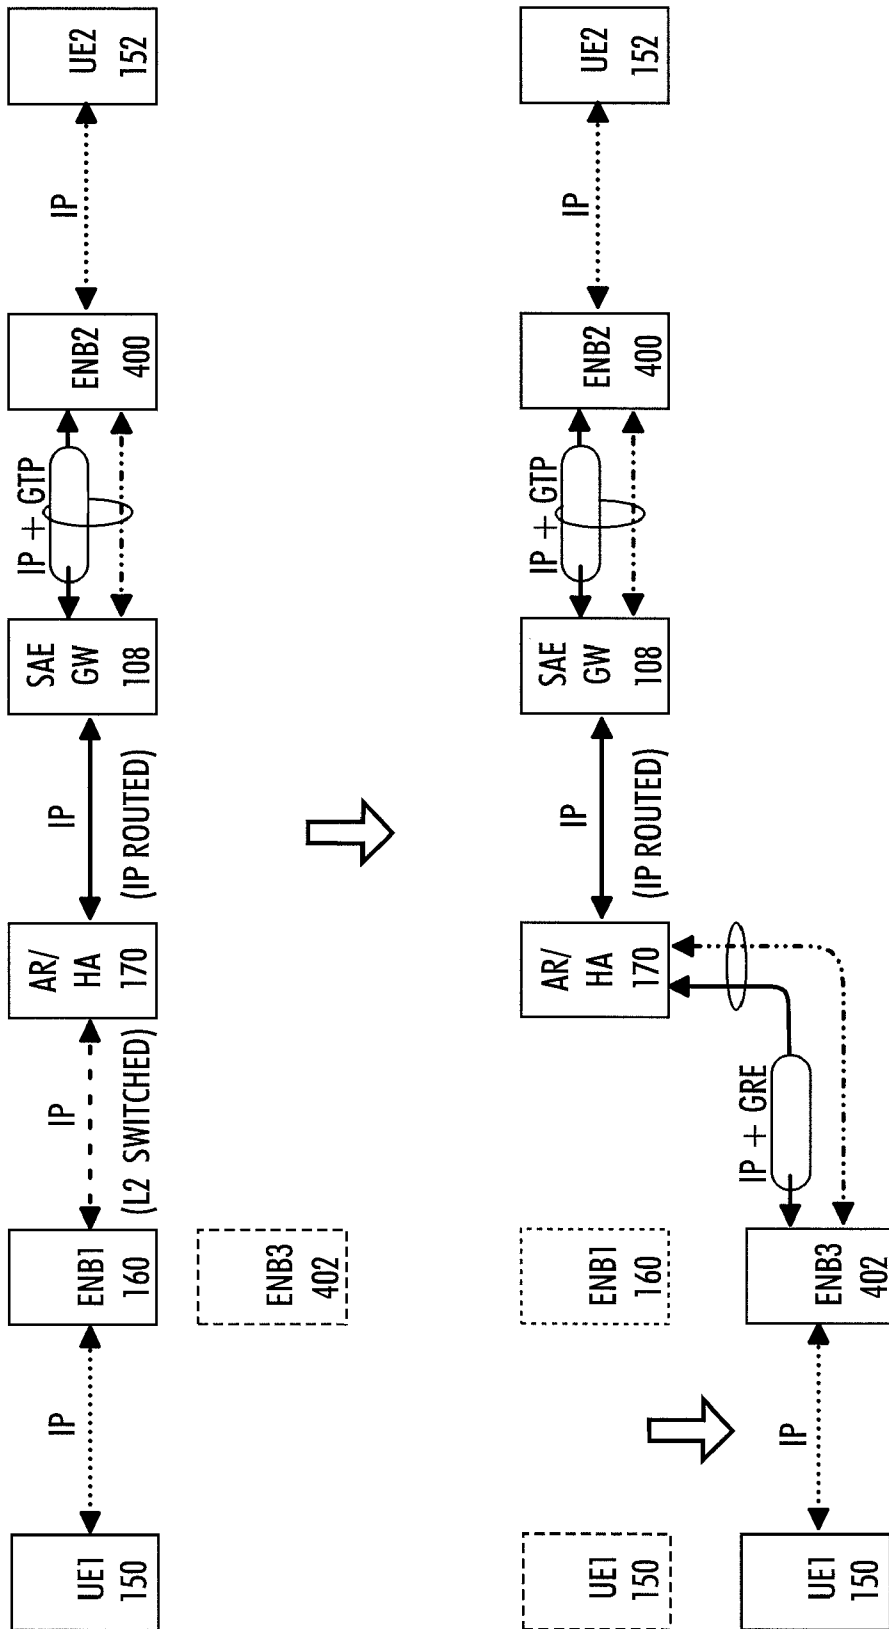 UE1
150
IP
ENB1
160
IP
(L2 SWITCHED)
AR/
HA
170
IP
(IP ROUTED)
SAE
GW
108
IP + GTP
ENB2
400
IP
UE2
152
ENB3
402
UE1
150
ENB1
160
AR/
HA
170
IP
(IP ROUTED)
SAE
GW
108
IP + GTP
ENB2
400
IP
UE2
152
UE1
150
IP
ENB3
402
IP + GRE